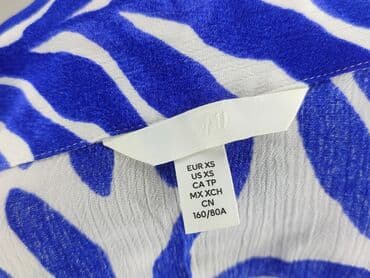 EUR XS
US XS
CA TP
MX XCH
CN
160/80A